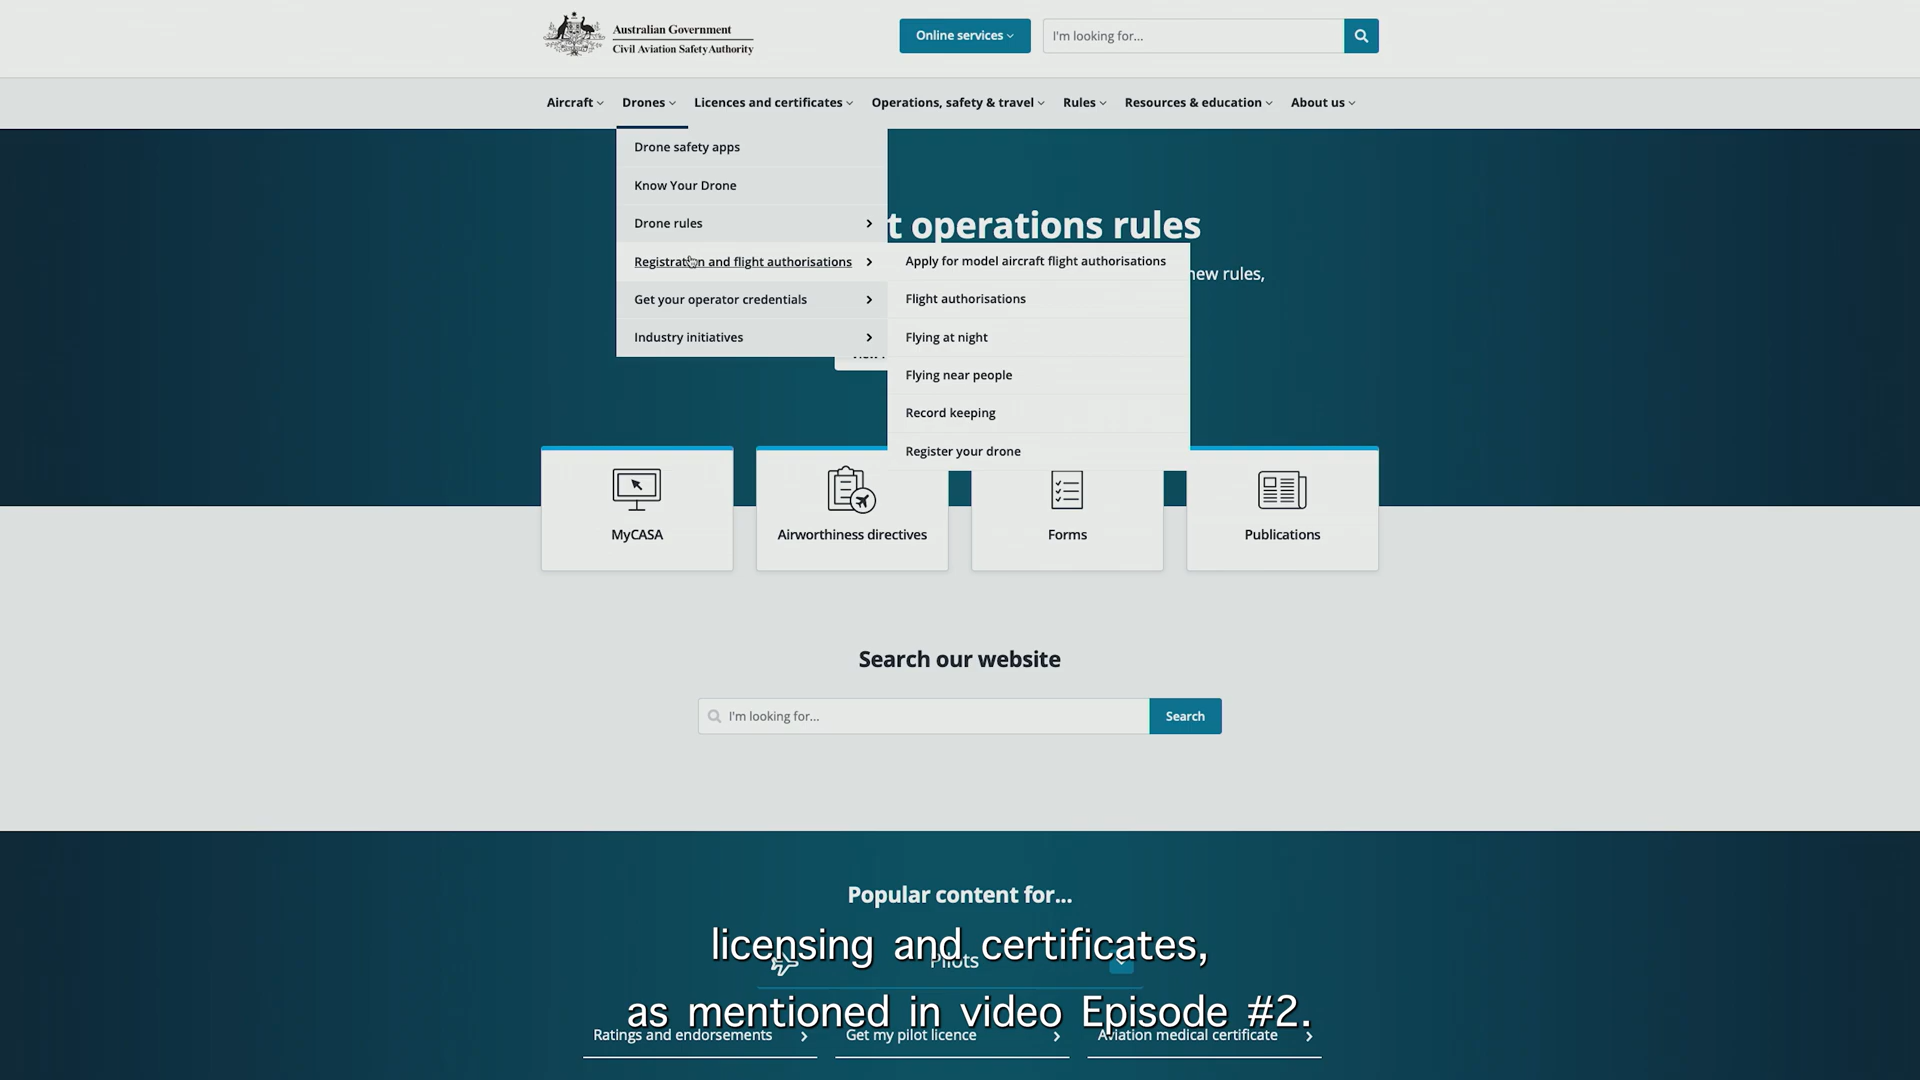 Australian Government
Civil Aviation Safety Authority
Online services
I'm looking for...
Aircraft
Drones
Licences and certificates
Operations, safety & travel
Rules
Resources & education
About us
Drone safety apps
Know Your Drone
Drone rules
t operations rules
Registration and flight authorisations
Apply for model aircraft flight authorisations
new rules,
Get your operator credentials
Flight authorisations
Industry initiatives
Flying at night
Flying near people
Record keeping
Register your drone
MyCASA
Airworthiness directives
Forms
Publications
Search our website
I'm looking for...
Search
Popular content for...
licensing and certificates,
Pilots
as mentioned in video Episode #2.
Ratings and endorsements
Get my pilot licence
Aviation medical certificate